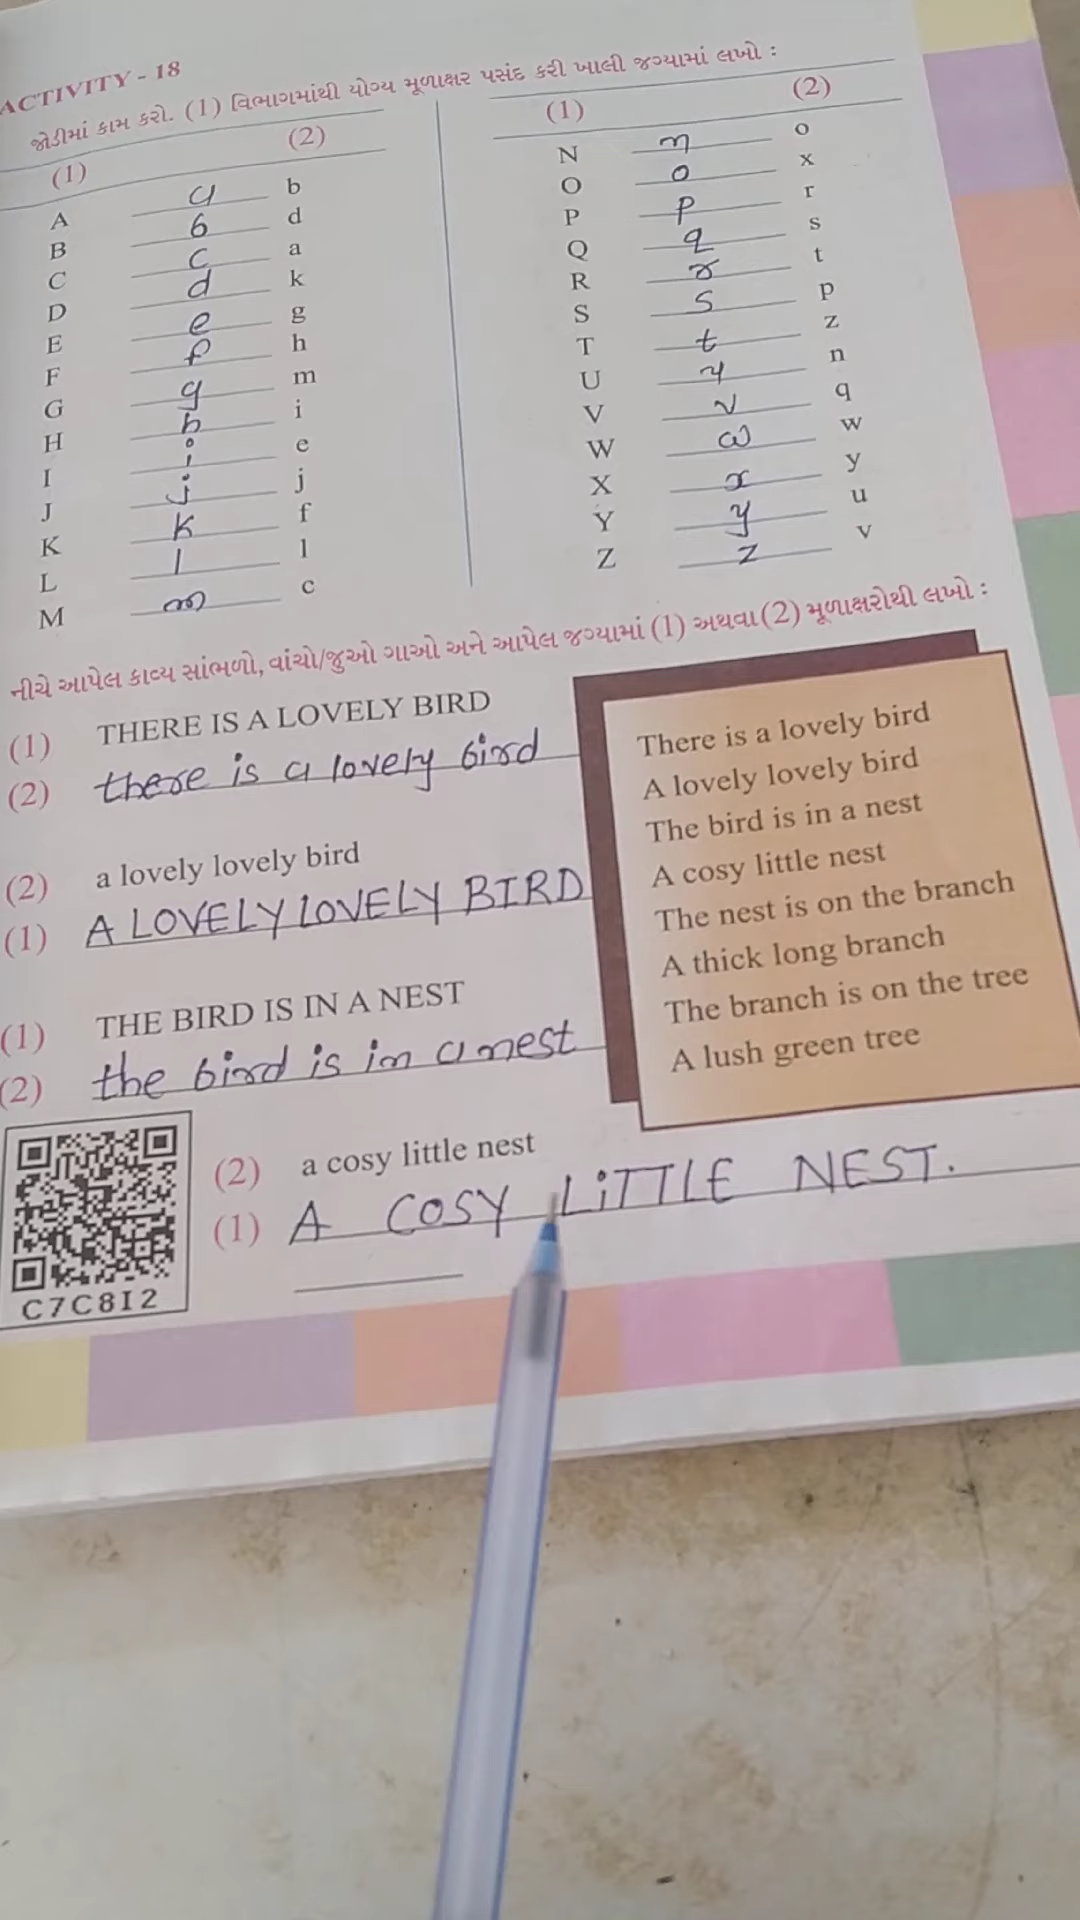 ACTIVITY - 18
જોડીમાં કામ કરો. (1) વિભાગમાંથી યોગ્ય મૂળાક્ષર પસંદ કરી ખાલી જગ્યામાં લખો :
(1) (2)
A a b
B b d
C c a
D d k
E e g
F f h
G g m
H h i
I i e
J j j
K k f
L l l
M m c
(1) (2)
N n o
O o x
P p r
Q q s
R r t
S s p
T t z
U u n
V v q
W w w
X x y
Y y u
Z z v
નીચે આપેલ કાવ્ય સાંભળો, વાંચો/જુઓ ગાઓ અને આપેલ જગ્યામાં (1) અથવા (2) મૂળાક્ષરોથી લખો :
(1) THERE IS A LOVELY BIRD
(2) there is a lovely bird
(2) a lovely lovely bird
(1) A LOVELY LOVELY BIRD
(1) THE BIRD IS IN A NEST
(2) the bird is in a nest
(2) a cosy little nest
(1) A COSY LiTTLE NEST.
There is a lovely bird
A lovely lovely bird
The bird is in a nest
A cosy little nest
The nest is on the branch
A thick long branch
The branch is on the tree
A lush green tree
C7C8I2